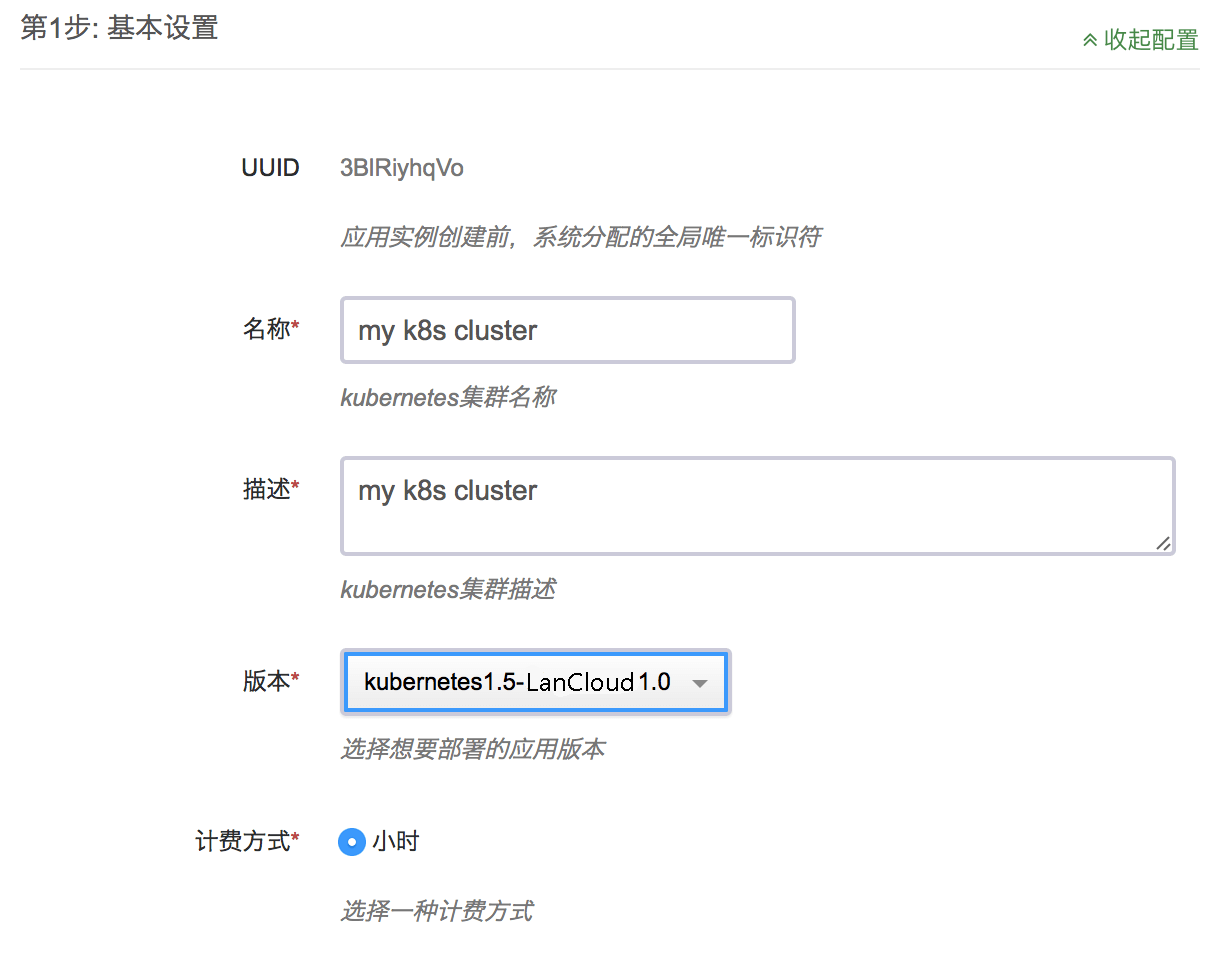 第1步: 基本设置
收起配置
UUID 3BIRiyhqVo
应用实例创建前，系统分配的全局唯一标识符
名称* my k8s cluster
kubernetes集群名称
描述* my k8s cluster
kubernetes集群描述
版本* kubernetes1.5-LanCloud1.0
选择想要部署的应用版本
计费方式* 小时
选择一种计费方式